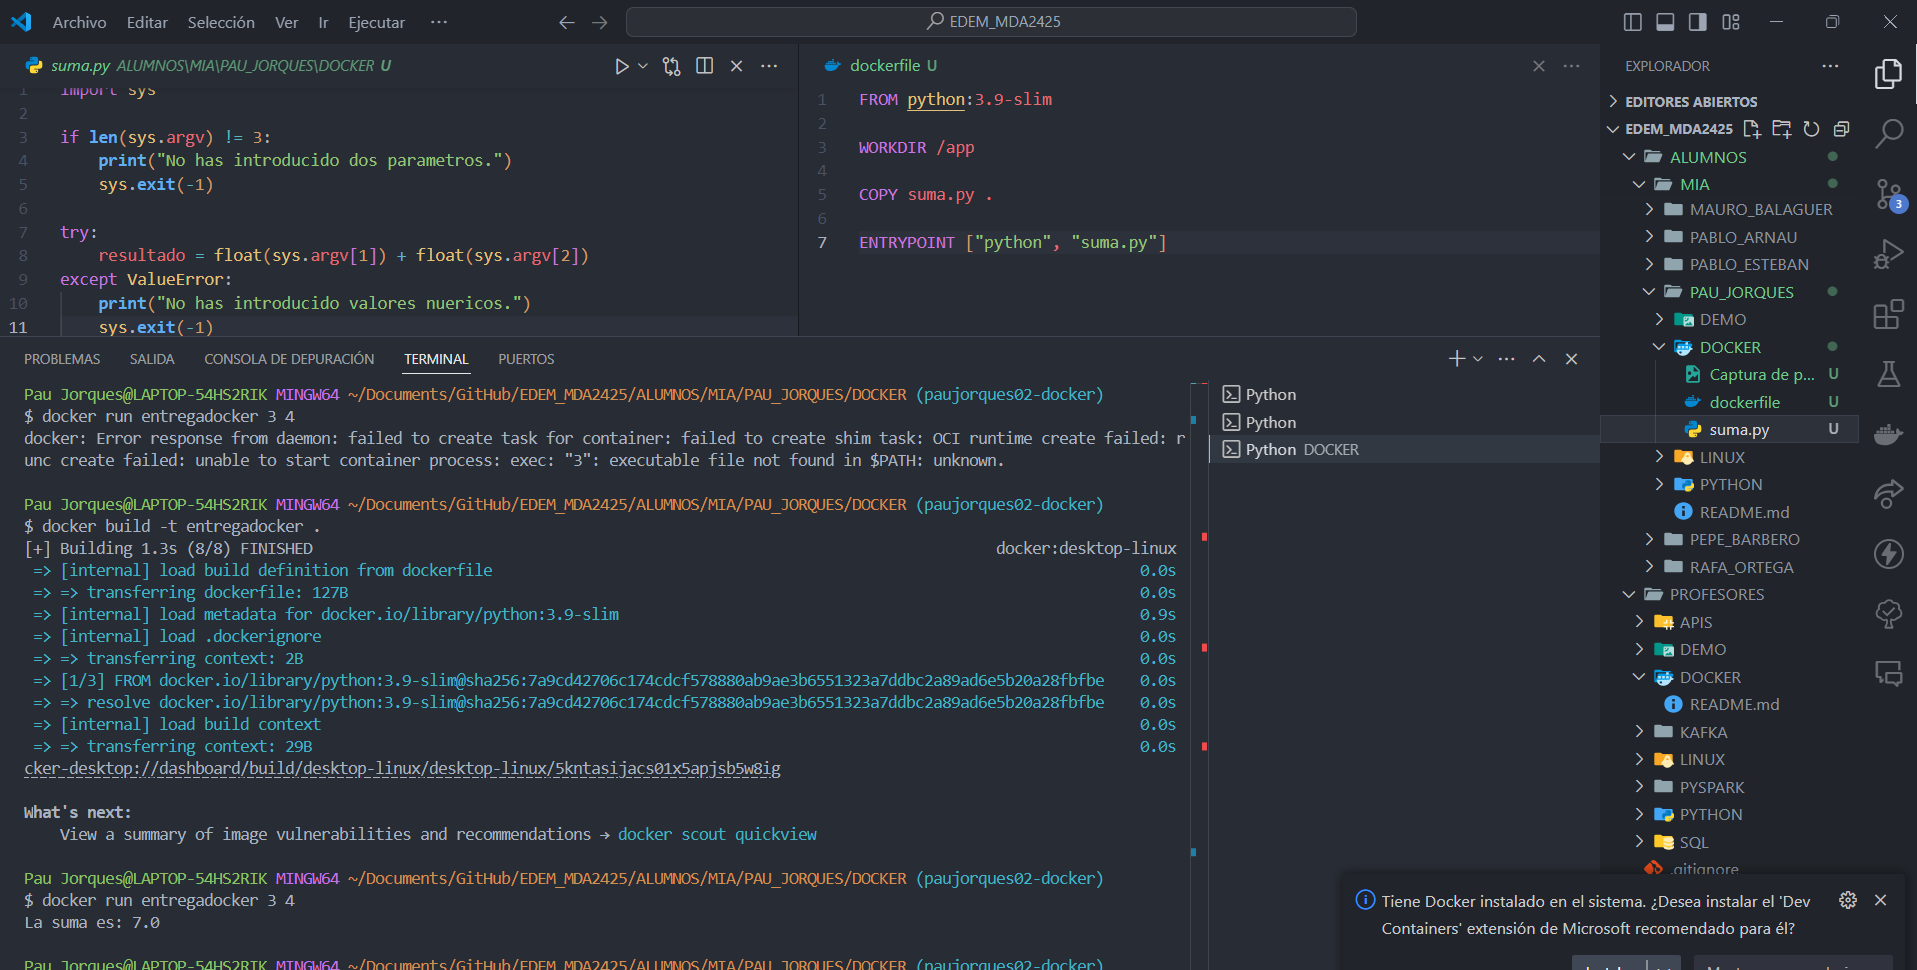 Archivo Editar Selección Ver Ir Ejecutar ···
EDEM_MDA2425
suma.py ALUMNOS\MIA\PAU_JORQUES\DOCKER U
1 import sys
2
3 if len(sys.argv) != 3:
4 print("No has introducido dos parametros.")
5 sys.exit(-1)
6
7 try:
8 resultado = float(sys.argv[1]) + float(sys.argv[2])
9 except ValueError:
10 print("No has introducido valores nuericos.")
11 sys.exit(-1)
dockerfile U
1 FROM python:3.9-slim
2
3 WORKDIR /app
4
5 COPY suma.py .
6
7 ENTRYPOINT ["python", "suma.py"]
PROBLEMAS SALIDA CONSOLA DE DEPURACIÓN TERMINAL PUERTOS
Pau Jorques@LAPTOP-54HS2RIK MINGW64 ~/Documents/GitHub/EDEM_MDA2425/ALUMNOS/MIA/PAU_JORQUES/DOCKER (paujorques02-docker)
$ docker run entregadocker 3 4
docker: Error response from daemon: failed to create task for container: failed to create shim task: OCI runtime create failed: r
unc create failed: unable to start container process: exec: "3": executable file not found in $PATH: unknown.
Pau Jorques@LAPTOP-54HS2RIK MINGW64 ~/Documents/GitHub/EDEM_MDA2425/ALUMNOS/MIA/PAU_JORQUES/DOCKER (paujorques02-docker)
$ docker build -t entregadocker .
[+] Building 1.3s (8/8) FINISHED docker:desktop-linux
=> [internal] load build definition from dockerfile 0.0s
=> => transferring dockerfile: 127B 0.0s
=> [internal] load metadata for docker.io/library/python:3.9-slim 0.9s
=> [internal] load .dockerignore 0.0s
=> => transferring context: 2B 0.0s
=> [1/3] FROM docker.io/library/python:3.9-slim@sha256:7a9cd42706c174cdcf578880ab9ae3b6551323a7ddbc2a89ad6e5b20a28fbfbe 0.0s
=> => resolve docker.io/library/python:3.9-slim@sha256:7a9cd42706c174cdcf578880ab9ae3b6551323a7ddbc2a89ad6e5b20a28fbfbe 0.0s
=> [internal] load build context 0.0s
=> => transferring context: 29B 0.0s
cker-desktop://dashboard/build/desktop-linux/desktop-linux/5kntasijacs01x5apjsb5w8ig
What's next:
View a summary of image vulnerabilities and recommendations → docker scout quickview
Pau Jorques@LAPTOP-54HS2RIK MINGW64 ~/Documents/GitHub/EDEM_MDA2425/ALUMNOS/MIA/PAU_JORQUES/DOCKER (paujorques02-docker)
$ docker run entregadocker 3 4
La suma es: 7.0
Pau Jorques@LAPTOP-54HS2RIK MINGW64 ~/Documents/GitHub/EDEM_MDA2425/ALUMNOS/MIA/PAU_JORQUES/DOCKER (paujorques02-docker)
Python
Python
Python DOCKER
EXPLORADOR
EDITORES ABIERTOS
EDEM_MDA2425
ALUMNOS
MIA
MAURO_BALAGUER
PABLO_ARNAU
PABLO_ESTEBAN
PAU_JORQUES
DEMO
DOCKER
Captura de p... U
dockerfile U
suma.py U
LINUX
PYTHON
README.md
PEPE_BARBERO
RAFA_ORTEGA
PROFESORES
APIS
DEMO
DOCKER
README.md
KAFKA
LINUX
PYSPARK
PYTHON
SQL
.gitignore
3
Tiene Docker instalado en el sistema. ¿Desea instalar el 'Dev
Containers' extensión de Microsoft recomendado para él?